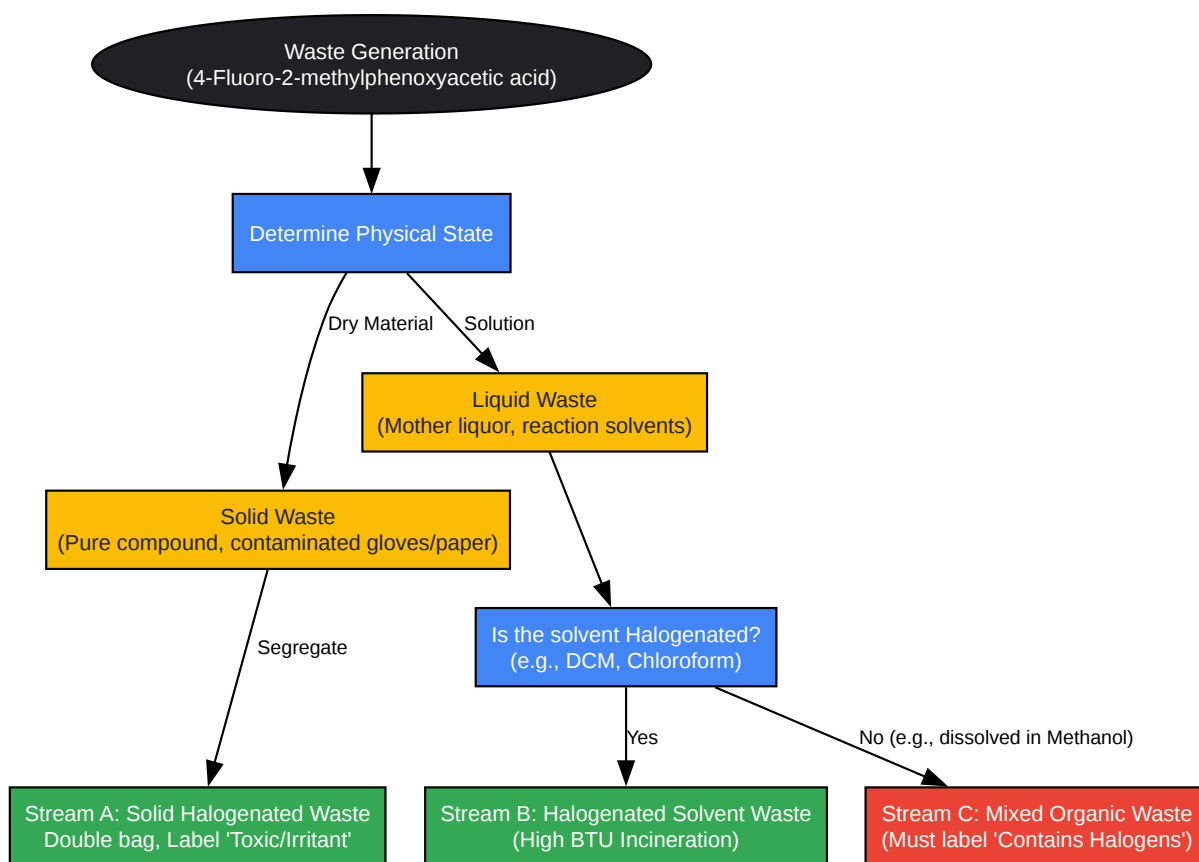 Waste Generation
(4-Fluoro-2-methylphenoxyacetic acid)
Determine Physical State
Dry Material
Solution
Liquid Waste
(Mother liquor, reaction solvents)
Solid Waste
(Pure compound, contaminated gloves/paper)
Is the solvent Halogenated?
(e.g., DCM, Chloroform)
Segregate
Yes
No (e.g., dissolved in Methanol)
Stream A: Solid Halogenated Waste
Double bag, Label 'Toxic/Irritant'
Stream B: Halogenated Solvent Waste
(High BTU Incineration)
Stream C: Mixed Organic Waste
(Must label 'Contains Halogens')